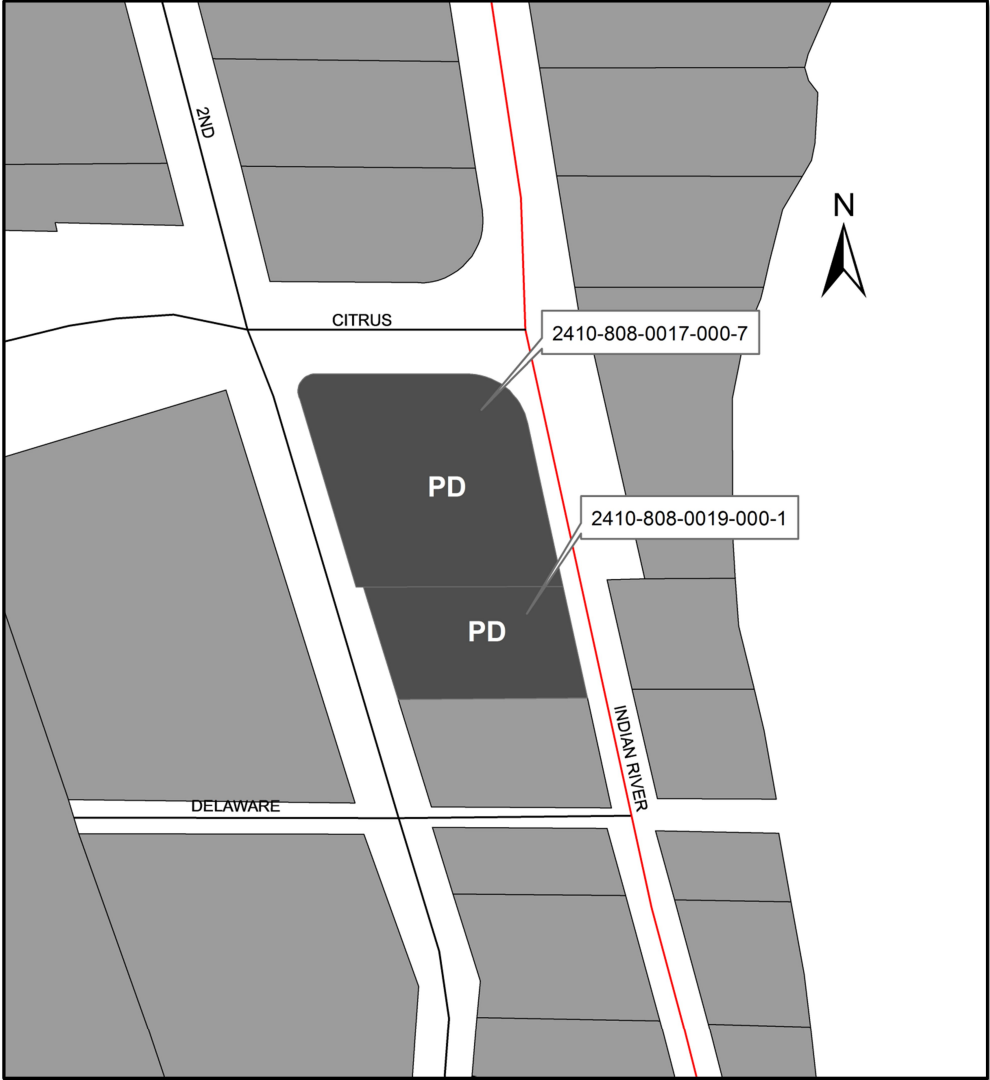 2ND
N
CITRUS
2410-808-0017-000-7
PD
2410-808-0019-000-1
PD
INDIAN RIVER
DELAWARE